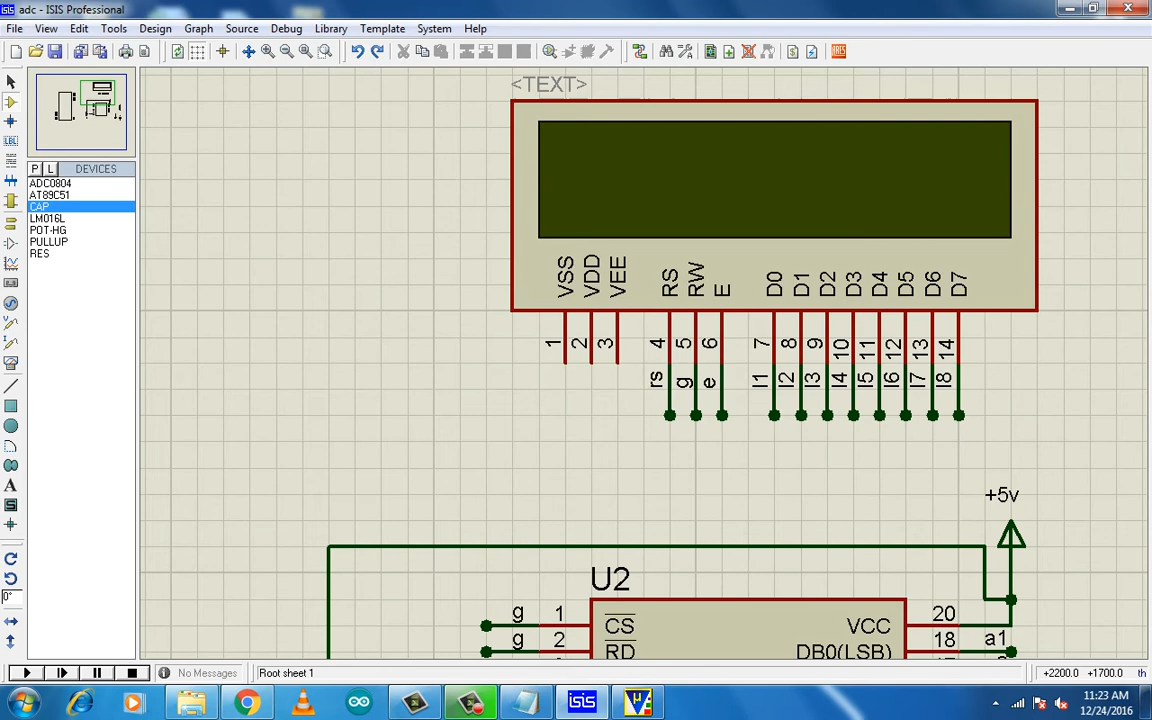 adc - ISIS Professional
File View Edit Tools Design Graph Source Debug Library Template System Help
<TEXT>
P L DEVICES
ADC0804
AT89C51
CAP
LM016L
POT-HG
PULLUP
RES
LBL
A
VSS VDD VEE RS RW E D0 D1 D2 D3 D4 D5 D6 D7
1 2 3 4 5 6 7 8 9 10 11 12 13 14
rs g e l1 l2 l3 l4 l5 l6 l7 l8
+5v
U2
g 1 CS VCC 20
g 2 RD DB0(LSB) 18 a1
0°
No Messages Root sheet 1 +2200.0 +1700.0 th
isis
11:23 AM
12/24/2016